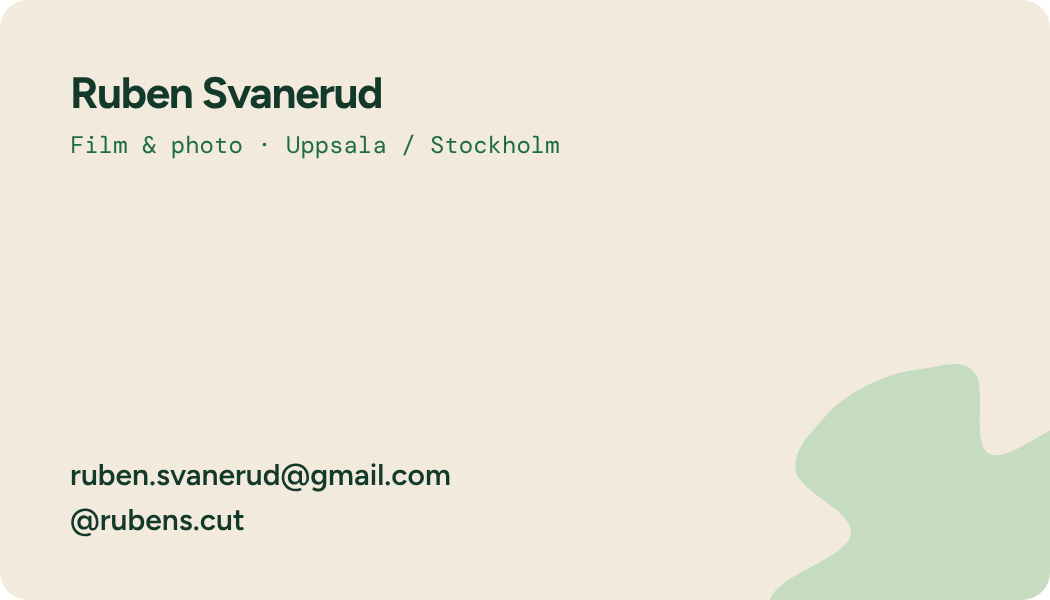 Ruben Svanerud
Film & photo · Uppsala / Stockholm
ruben.svanerud@gmail.com
@rubens.cut